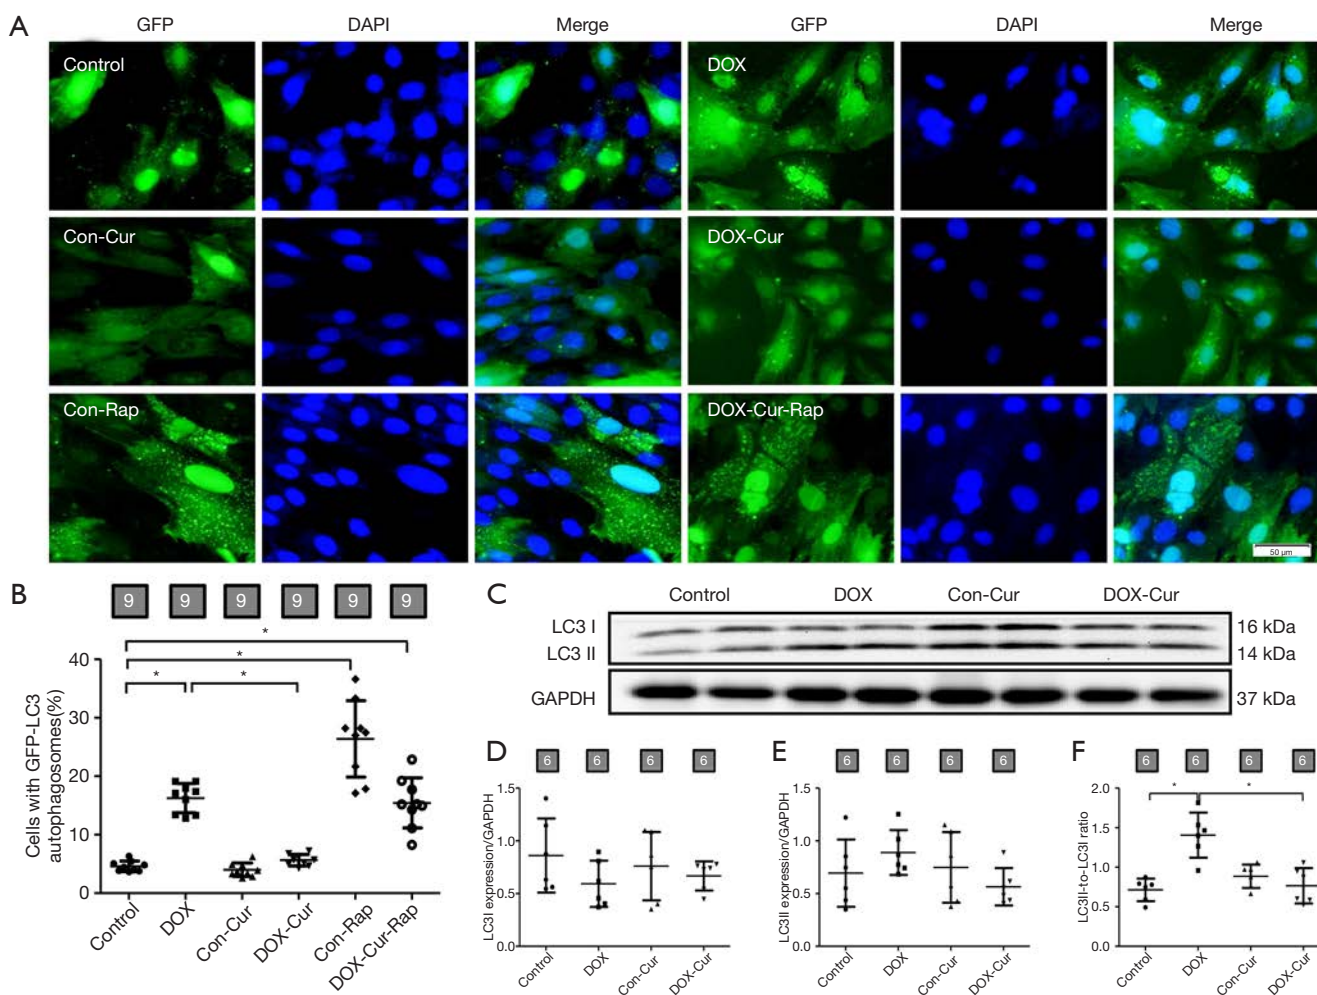 A
GFP DAPI Merge GFP DAPI Merge
Control DOX
Con-Cur DOX-Cur
Con-Rap DOX-Cur-Rap
50 μm
B
9 9 9 9 9 9
*
*
* *
Cells with GFP-LC3
autophagosomes(%)
40
30
20
10
0
Control DOX Con-Cur DOX-Cur Con-Rap DOX-Cur-Rap
C
Control DOX Con-Cur DOX-Cur
LC3 I 16 kDa
LC3 II 14 kDa
GAPDH 37 kDa
D
6 6 6 6
LC3I expression/GAPDH
1.5
1.0
0.5
0.0
Control DOX Con-Cur DOX-Cur
E
6 6 6 6
LC3II expression/GAPDH
1.5
1.0
0.5
0.0
Control DOX Con-Cur DOX-Cur
F
6 6 6 6
* *
LC3II-to-LC3I ratio
2.0
1.5
1.0
0.5
0.0
Control DOX Con-Cur DOX-Cur